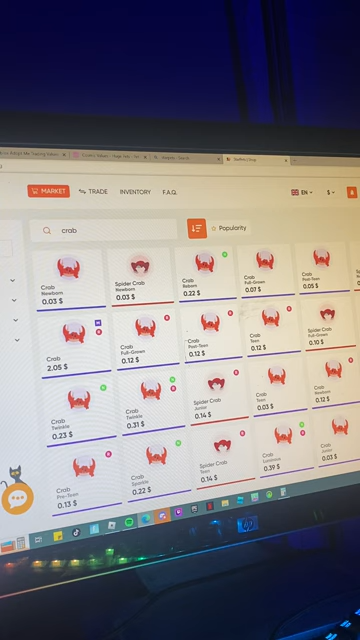 MARKET
TRADE
INVENTORY
F.A.Q.
EN
$
crab
Popularity
Crab
Newborn
0.03 $
Spider Crab
Newborn
0.03 $
Crab
Reborn
0.22 $
Crab
Full-Grown
0.07 $
Crab
Post-Teen
0.05 $
Crab
2.05 $
Crab
Full-Grown
0.12 $
Crab
Post-Teen
0.12 $
Crab
Teen
0.12 $
Spider Crab
Full-Grown
0.10 $
Crab
Twinkle
0.23 $
Crab
Twinkle
0.31 $
Spider Crab
Junior
0.14 $
Crab
Teen
0.03 $
Crab
Newborn
0.12 $
Crab
Pre-Teen
0.13 $
Crab
Sparkle
0.22 $
Spider Crab
Teen
0.14 $
Crab
Luminous
0.39 $
Crab
Junior
0.03 $
hp